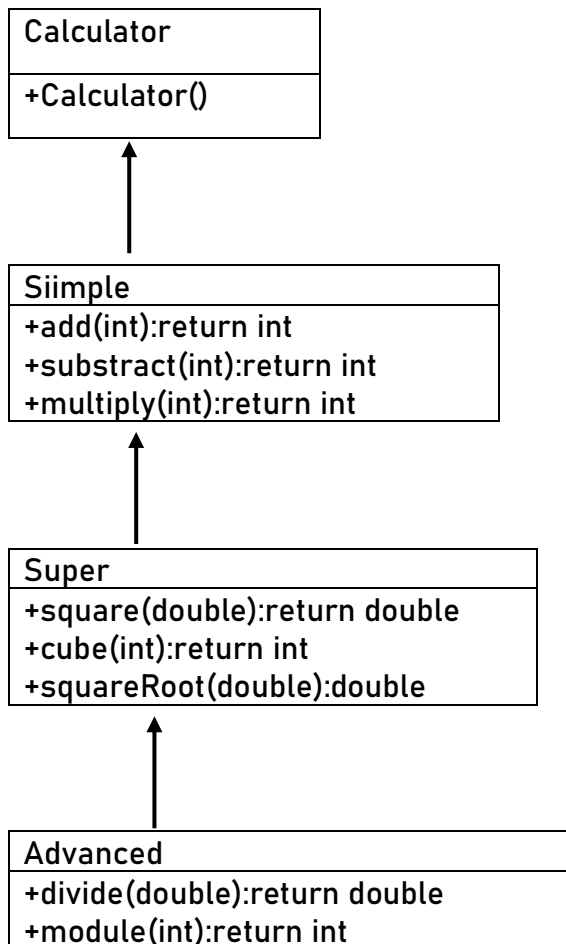 Calculator
+Calculator()
Siimple
+add(int):return int
+substract(int):return int
+multiply(int):return int
Super
+square(double):return double
+cube(int):return int
+squareRoot(double):double
Advanced
+divide(double):return double
+module(int):return int